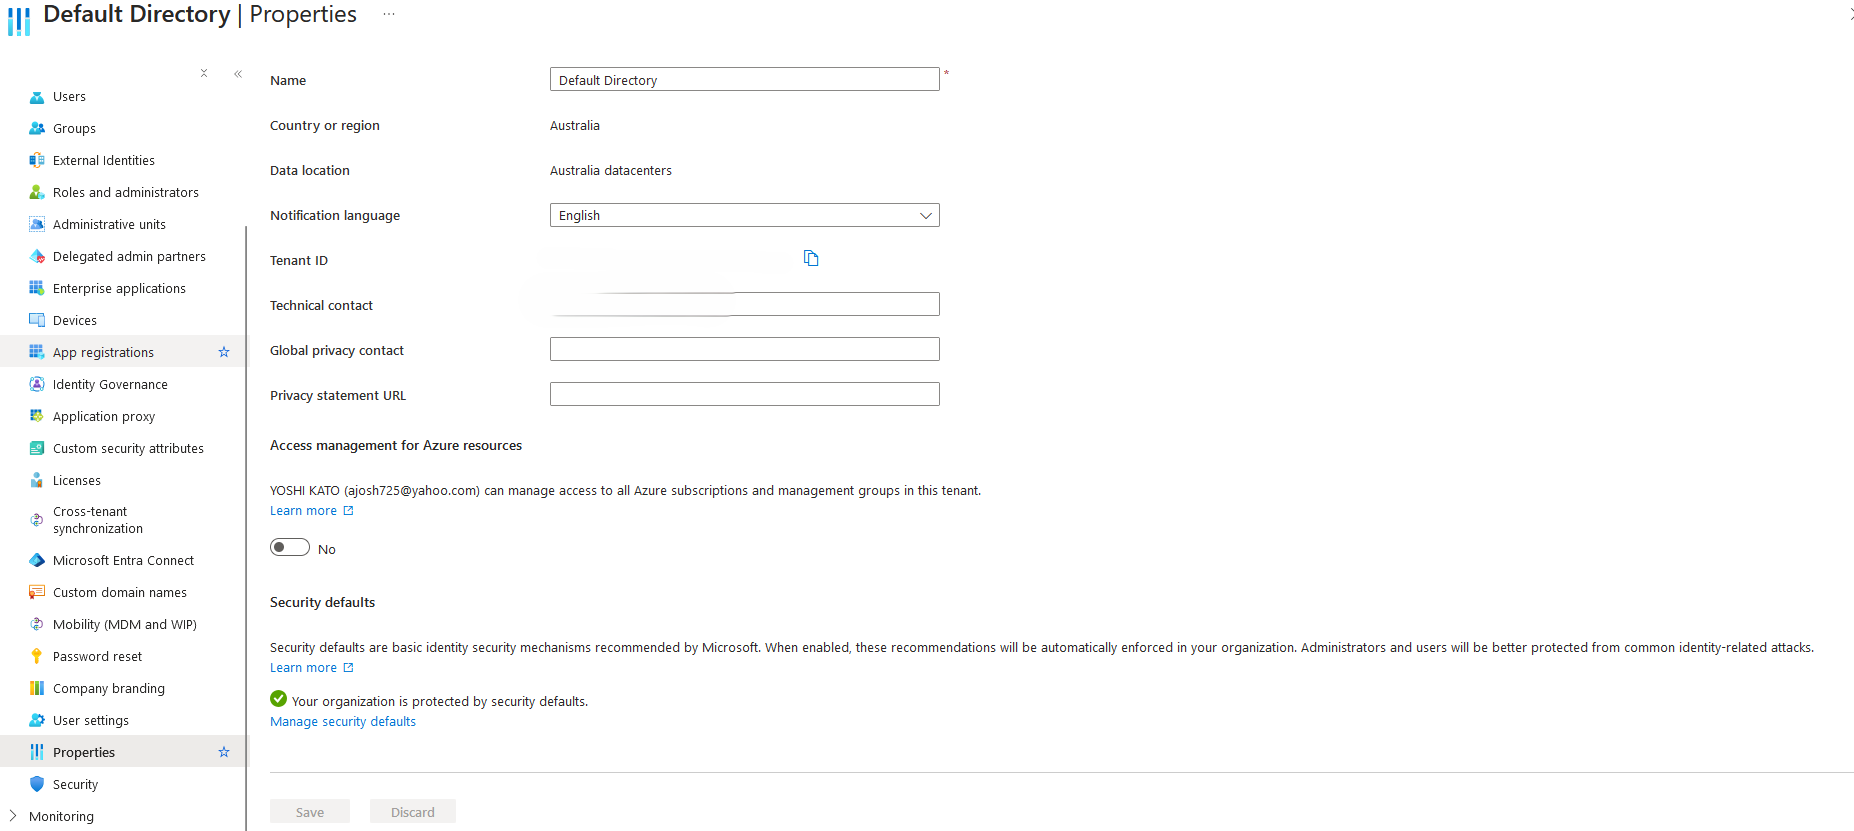 Default Directory | Properties ...
Users
Groups
External Identities
Roles and administrators
Administrative units
Delegated admin partners
Enterprise applications
Devices
App registrations
Identity Governance
Application proxy
Custom security attributes
Licenses
Cross-tenant
synchronization
Microsoft Entra Connect
Custom domain names
Mobility (MDM and WIP)
Password reset
Company branding
User settings
Properties
Security
Monitoring
Name
Default Directory *
Country or region
Australia
Data location
Australia datacenters
Notification language
English
Tenant ID
Technical contact
Global privacy contact
Privacy statement URL
Access management for Azure resources
YOSHI KATO (ajosh725@yahoo.com) can manage access to all Azure subscriptions and management groups in this tenant.
Learn more
No
Security defaults
Security defaults are basic identity security mechanisms recommended by Microsoft. When enabled, these recommendations will be automatically enforced in your organization. Administrators and users will be better protected from common identity-related attacks.
Learn more
Your organization is protected by security defaults.
Manage security defaults
Save
Discard